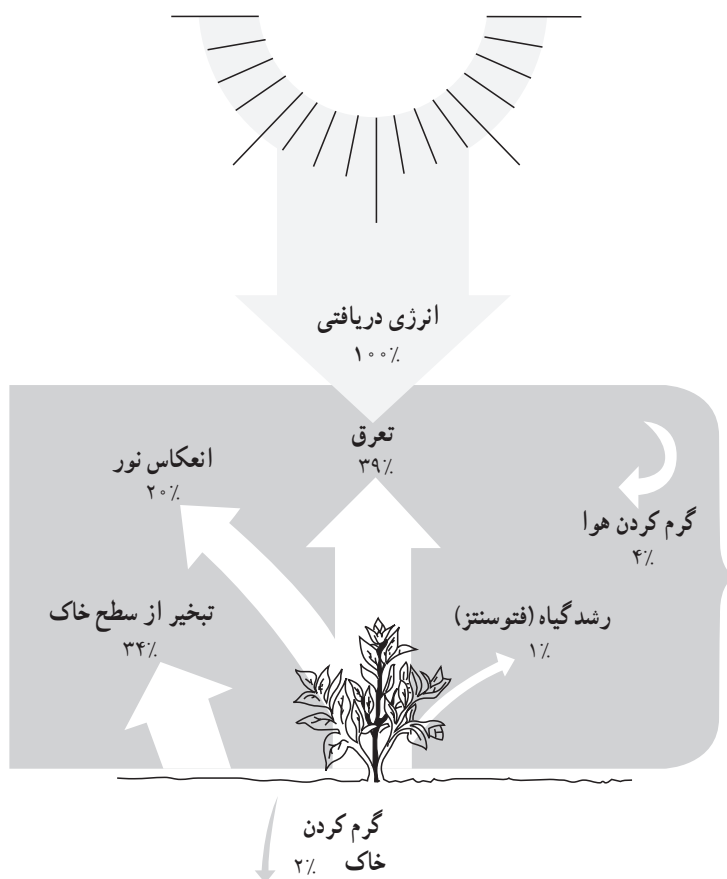 انرژی دریافتی
۱۰۰٪
تعرق
۳۹٪
انعکاس نور
۲۰٪
گرم کردن هوا
۴٪
تبخیر از سطح خاک
۳۴٪
رشد گیاه (فتوسنتز)
۱٪
گرم کردن
خاک ۲٪